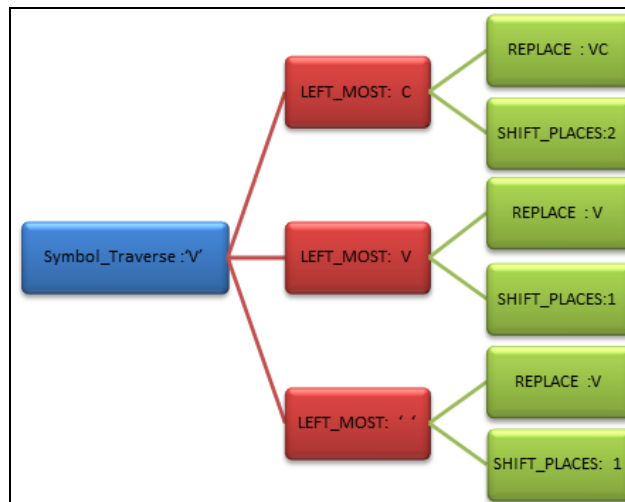 REPLACE : VC
LEFT_MOST: C
SHIFT_PLACES:2
REPLACE : V
Symbol_Traverse :‘V’
LEFT_MOST: V
SHIFT_PLACES:1
REPLACE :V
LEFT_MOST: ‘ ‘
SHIFT_PLACES: 1